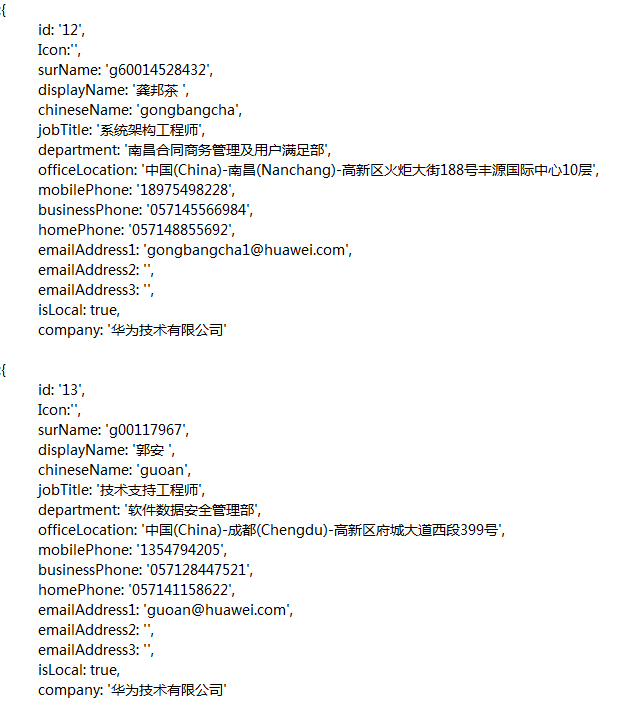 :{
id: '12',
Icon:'',
surName: 'g60014528432',
displayName: '龚邦茶 ',
chineseName: 'gongbangcha',
jobTitle: '系统架构工程师',
department: '南昌合同商务管理及用户满足部',
officeLocation: '中国(China)-南昌(Nanchang)-高新区火炬大街188号丰源国际中心10层',
mobilePhone: '18975498228',
businessPhone: '057145566984',
homePhone: '057148855692',
emailAddress1: 'gongbangcha1@huawei.com',
emailAddress2: '',
emailAddress3: '',
isLocal: true,
company: '华为技术有限公司'
:{
id: '13',
Icon:'',
surName: 'g00117967',
displayName: '郭安 ',
chineseName: 'guoan',
jobTitle: '技术支持工程师',
department: '软件数据安全管理部',
officeLocation: '中国(China)-成都(Chengdu)-高新区府城大道西段399号',
mobilePhone: '1354794205',
businessPhone: '057128447521',
homePhone: '057141158622',
emailAddress1: 'guoan@huawei.com',
emailAddress2: '',
emailAddress3: '',
isLocal: true,
company: '华为技术有限公司'